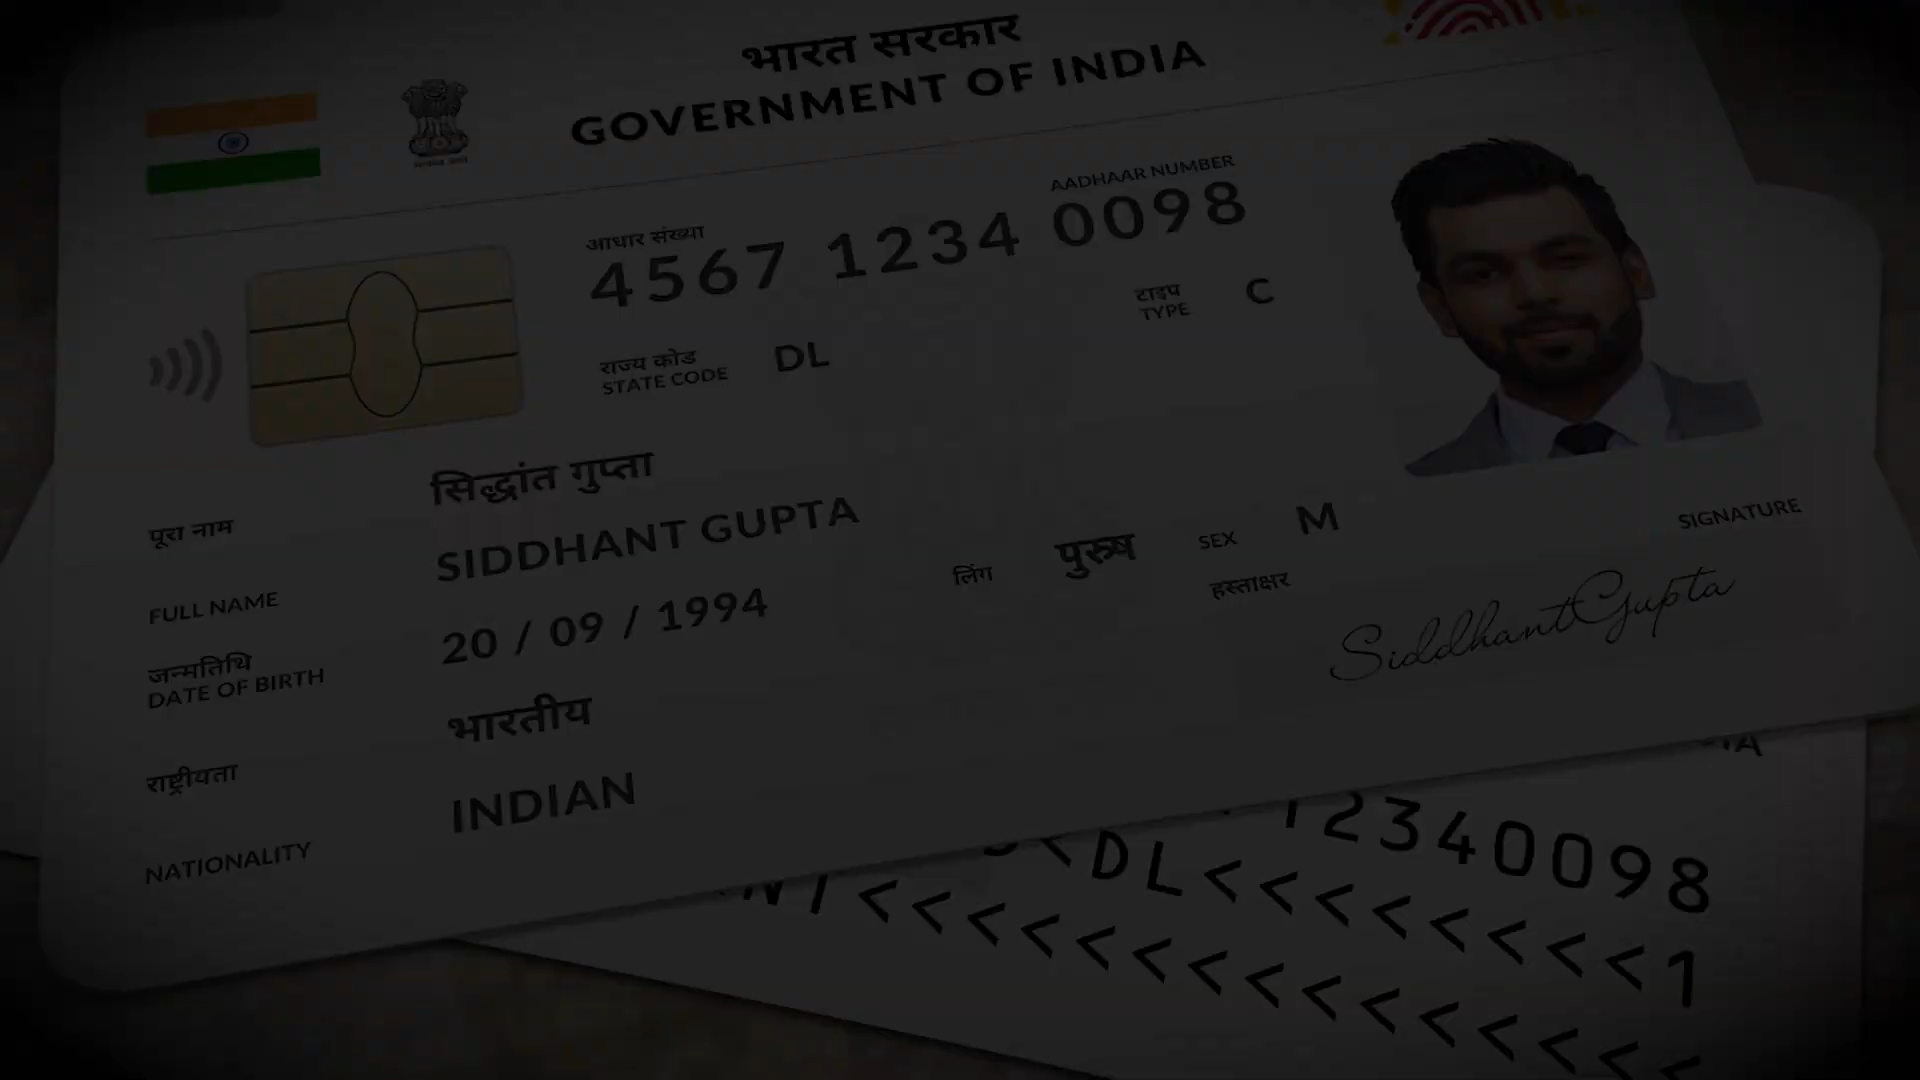 भारत सरकार
GOVERNMENT OF INDIA
आधार संख्या
AADHAAR NUMBER
4567 1234 0098
टाइप
TYPE
C
राज्य कोड
STATE CODE
DL
पूरा नाम
सिद्धांत गुप्ता
FULL NAME
SIDDHANT GUPTA
जन्मतिथि
DATE OF BIRTH
20 / 09 / 1994
लिंग
पुरुष
SEX
M
हस्ताक्षर
SIGNATURE
Siddhant Gupta
राष्ट्रीयता
भारतीय
NATIONALITY
INDIAN
12340098
<DL<<<<<<<<1
<<<<<<<<<<<<<<<